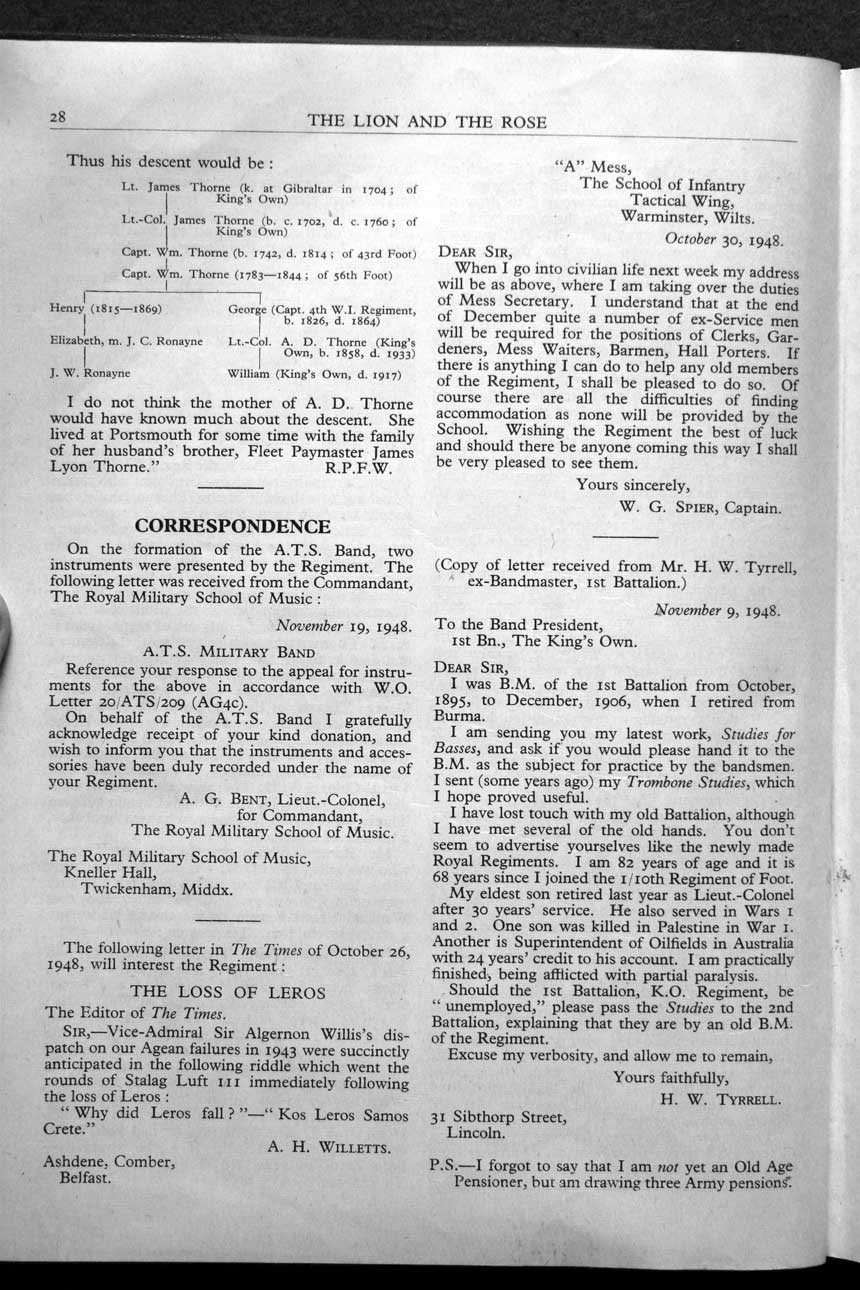 28
THE LION AND THE ROSE
Thus his descent would be :
Lt. James Thorne (k. at Gibraltar in 1704 ; of
King's Own)
Lt.-Col. James Thorne (b. c. 1702, d. c. 1760 ; of
King's Own)
Capt. Wm. Thorne (b. 1742, d. 1814 ; of 43rd Foot)
Capt. Wm. Thorne (1783—1844 ; of 56th Foot)
Henry (1815—1869)
George (Capt. 4th W.I. Regiment,
b. 1826, d. 1864)
Elizabeth, m. J. C. Ronayne
Lt.-Col. A. D. Thorne (King's
Own, b. 1858, d. 1933)
J. W. Ronayne
William (King's Own, d. 1917)
I do not think the mother of A. D. Thorne
would have known much about the descent. She
lived at Portsmouth for some time with the family
of her husband's brother, Fleet Paymaster James
Lyon Thorne." R.P.F.W.
CORRESPONDENCE
On the formation of the A.T.S. Band, two
instruments were presented by the Regiment. The
following letter was received from the Commandant,
The Royal Military School of Music :
November 19, 1948.
A.T.S. MILITARY BAND
Reference your response to the appeal for instru-
ments for the above in accordance with W.O.
Letter 20/ATS/209 (AG4c).
On behalf of the A.T.S. Band I gratefully
acknowledge receipt of your kind donation, and
wish to inform you that the instruments and acces-
sories have been duly recorded under the name of
your Regiment.
A. G. BENT, Lieut.-Colonel,
for Commandant,
The Royal Military School of Music.
The Royal Military School of Music,
Kneller Hall,
Twickenham, Middx.
The following letter in The Times of October 26,
1948, will interest the Regiment :
THE LOSS OF LEROS
The Editor of The Times.
SIR,—Vice-Admiral Sir Algernon Willis's dis-
patch on our Agean failures in 1943 were succinctly
anticipated in the following riddle which went the
rounds of Stalag Luft III immediately following
the loss of Leros :
" Why did Leros fall ? "—" Kos Leros Samos
Crete."
A. H. WILLETTS.
Ashdene, Comber,
Belfast.
"A" Mess,
The School of Infantry
Tactical Wing,
Warminster, Wilts.
October 30, 1948.
DEAR SIR,
When I go into civilian life next week my address
will be as above, where I am taking over the duties
of Mess Secretary. I understand that at the end
of December quite a number of ex-Service men
will be required for the positions of Clerks, Gar-
deners, Mess Waiters, Barmen, Hall Porters. If
there is anything I can do to help any old members
of the Regiment, I shall be pleased to do so. Of
course there are all the difficulties of finding
accommodation as none will be provided by the
School. Wishing the Regiment the best of luck
and should there be anyone coming this way I shall
be very pleased to see them.
Yours sincerely,
W. G. SPIER, Captain.
(Copy of letter received from Mr. H. W. Tyrrell,
ex-Bandmaster, 1st Battalion.)
November 9, 1948.
To the Band President,
1st Bn., The King's Own.
DEAR SIR,
I was B.M. of the 1st Battalion from October,
1895, to December, 1906, when I retired from
Burma.
I am sending you my latest work, Studies for
Basses, and ask if you would please hand it to the
B.M. as the subject for practice by the bandsmen.
I sent (some years ago) my Trombone Studies, which
I hope proved useful.
I have lost touch with my old Battalion, although
I have met several of the old hands. You don't
seem to advertise yourselves like the newly made
Royal Regiments. I am 82 years of age and it is
68 years since I joined the 1/10th Regiment of Foot.
My eldest son retired last year as Lieut.-Colonel
after 30 years' service. He also served in Wars 1
and 2. One son was killed in Palestine in War 1.
Another is Superintendent of Oilfields in Australia
with 24 years' credit to his account. I am practically
finished, being afflicted with partial paralysis.
Should the 1st Battalion, K.O. Regiment, be
" unemployed," please pass the Studies to the 2nd
Battalion, explaining that they are by an old B.M.
of the Regiment.
Excuse my verbosity, and allow me to remain,
Yours faithfully,
H. W. TYRRELL.
31 Sibthorp Street,
Lincoln.
P.S.—I forgot to say that I am not yet an Old Age
Pensioner, but am drawing three Army pensions.